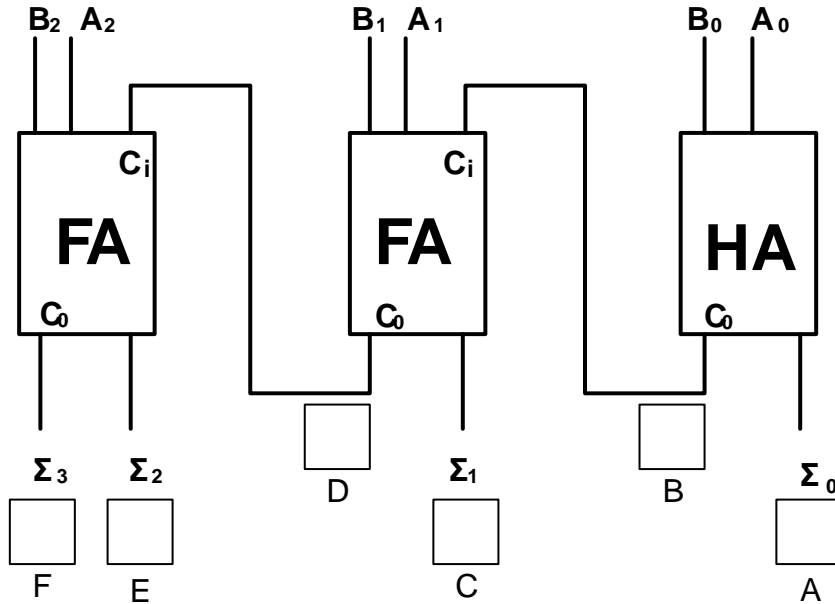 B₂ A₂ B₁ A₁ B₀ A₀
Cᵢ Cᵢ
FA FA HA
C₀ C₀ C₀
Σ₃ Σ₂ D Σ₁ B Σ₀
F E C A